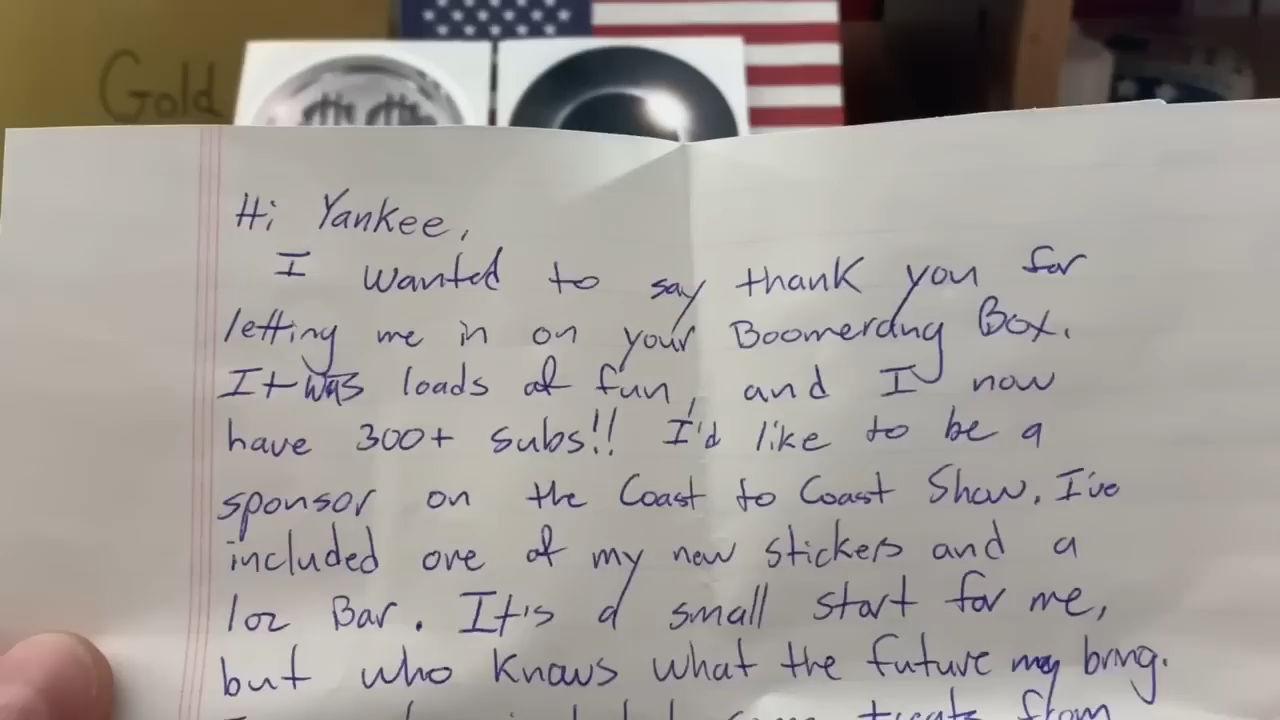 Gold
Hi Yankee,
I wanted to say thank you for
letting me in on your Boomerang Box.
It was loads of fun, and I now
have 300+ subs!! I'd like to be a
sponsor on the Coast to Coast Show. I've
included one of my new stickers and a
1oz Bar. It's a small start for me,
but who knows what the future may bring.
treats from